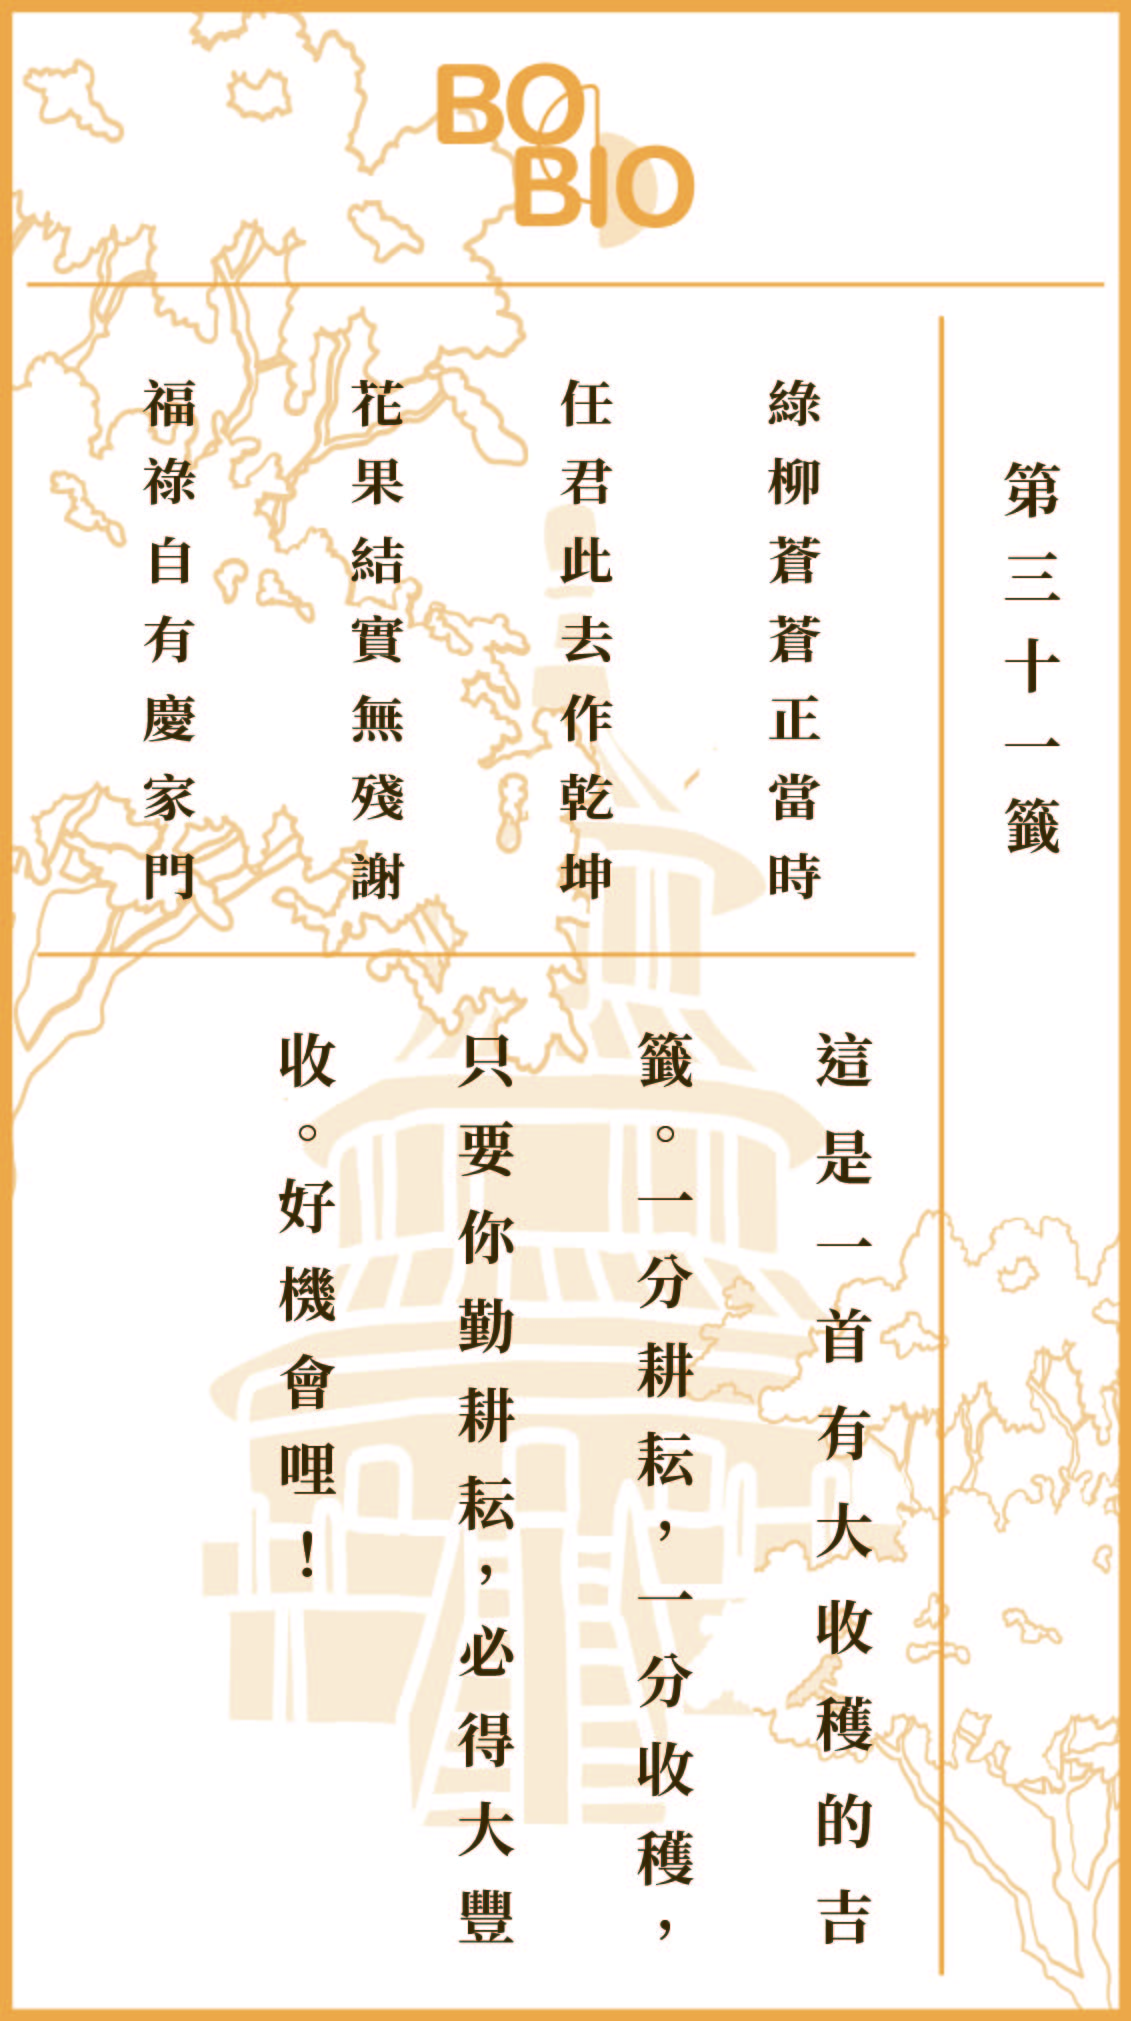 BO
BIO
第三十一籤
綠柳蒼蒼正當時
任君此去作乾坤
花果結實無殘謝
福祿自有慶家門
這是一首有大收穫的吉
籤。一分耕耘，一分收穫，
只要你勤耕耘，必得大豐
收。好機會哩！